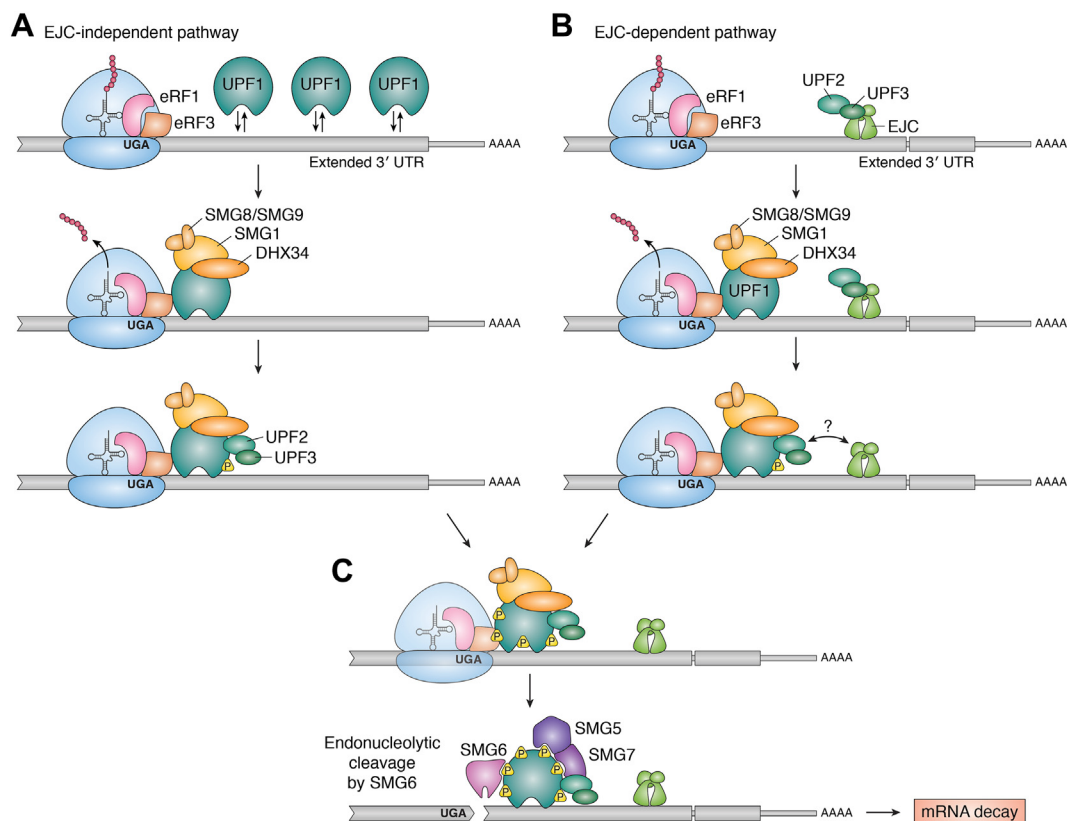 A
EJC-independent pathway
eRF1
eRF3
UPF1
UPF1
UPF1
UGA
Extended 3′ UTR
AAAA
SMG8/SMG9
SMG1
DHX34
UGA
AAAA
UPF2
UPF3
P
UGA
AAAA
B
EJC-dependent pathway
eRF1
eRF3
UPF2
UPF3
EJC
UGA
Extended 3′ UTR
AAAA
SMG8/SMG9
SMG1
DHX34
UPF1
UGA
AAAA
?
P
UGA
AAAA
C
P
P
P
P
P
UGA
AAAA
Endonucleolytic
cleavage
by SMG6
SMG6
SMG5
SMG7
P
P
P
P
P
P
P
UGA
AAAA
mRNA decay